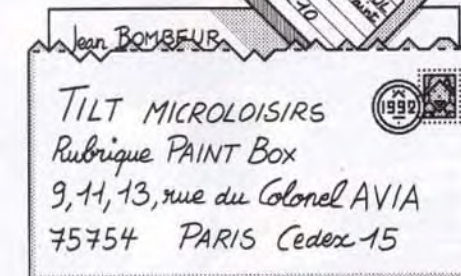 10
Jean BOMBEUR
TILT MICROLOISIRS
1992
Rubrique PAINT BOX
9, 11, 13, rue du Colonel AVIA
75754 PARIS Cedex 15